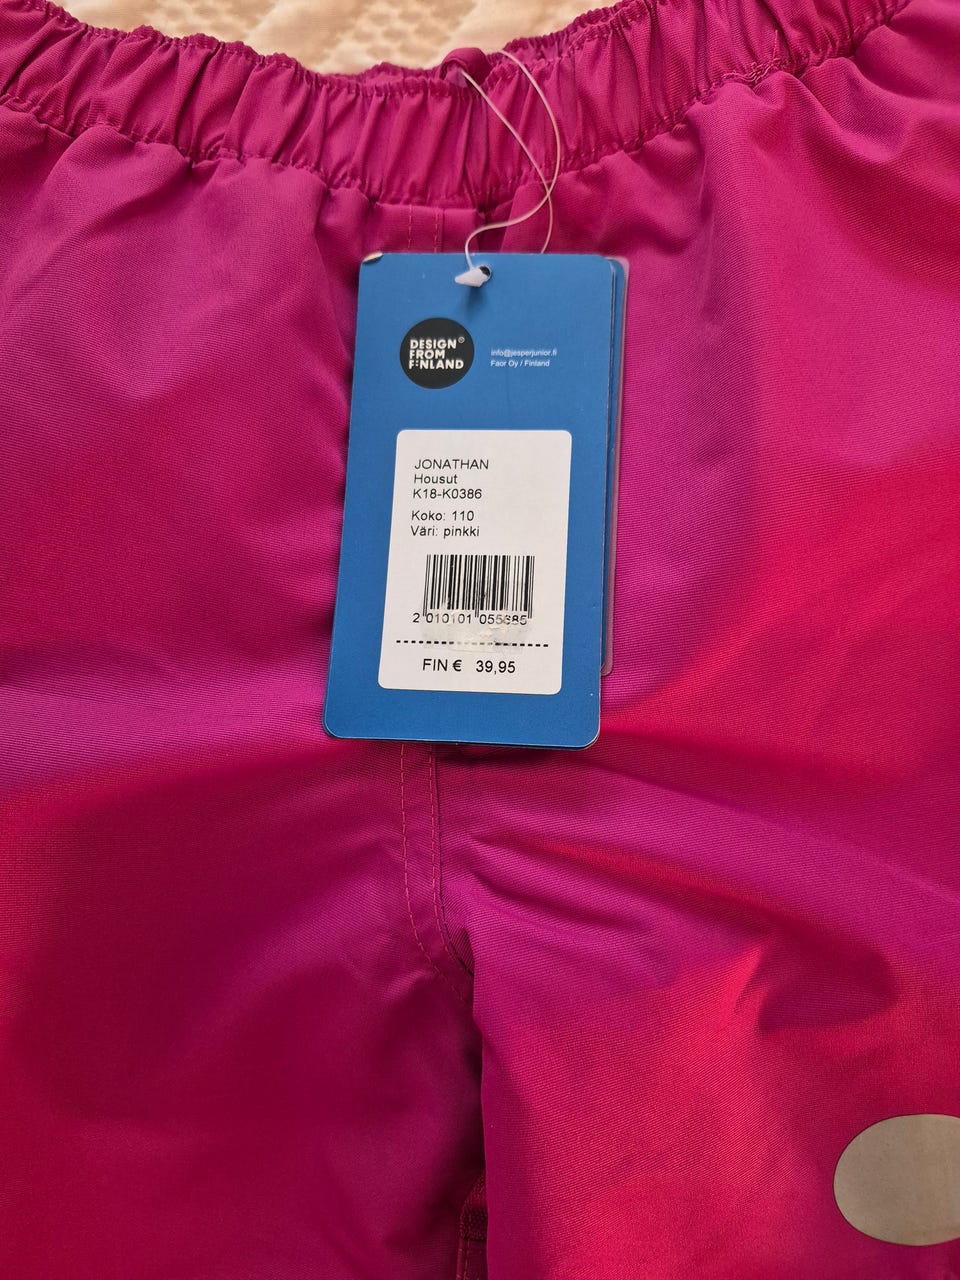 DESIGN®
FROM
F:NLAND
info@jesperjunior.fi
Faor Oy / Finland
JONATHAN
Housut
K18-K0386
Koko: 110
Väri: pinkki
2 010101 055685
FIN € 39,95